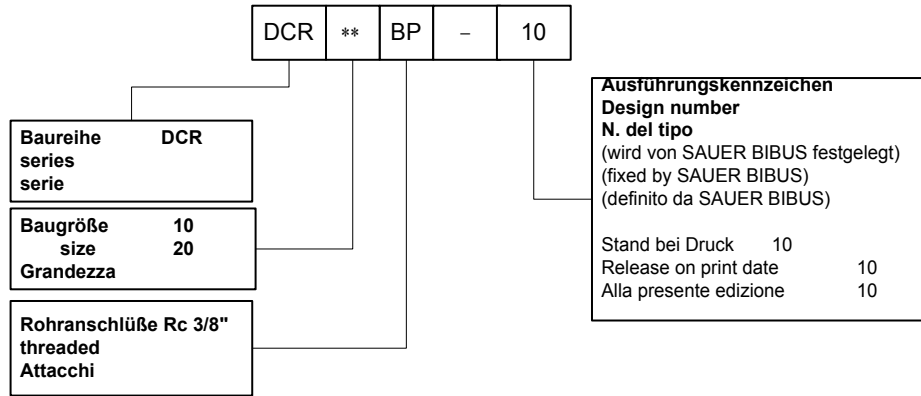 DCR ** BP – 10
Baureihe DCR
series
serie
Baugröße 10
size 20
Grandezza
Rohranschlüße Rc 3/8"
threaded
Attacchi
Ausführungskennzeichen
Design number
N. del tipo
(wird von SAUER BIBUS festgelegt)
(fixed by SAUER BIBUS)
(definito da SAUER BIBUS)
Stand bei Druck 10
Release on print date 10
Alla presente edizione 10